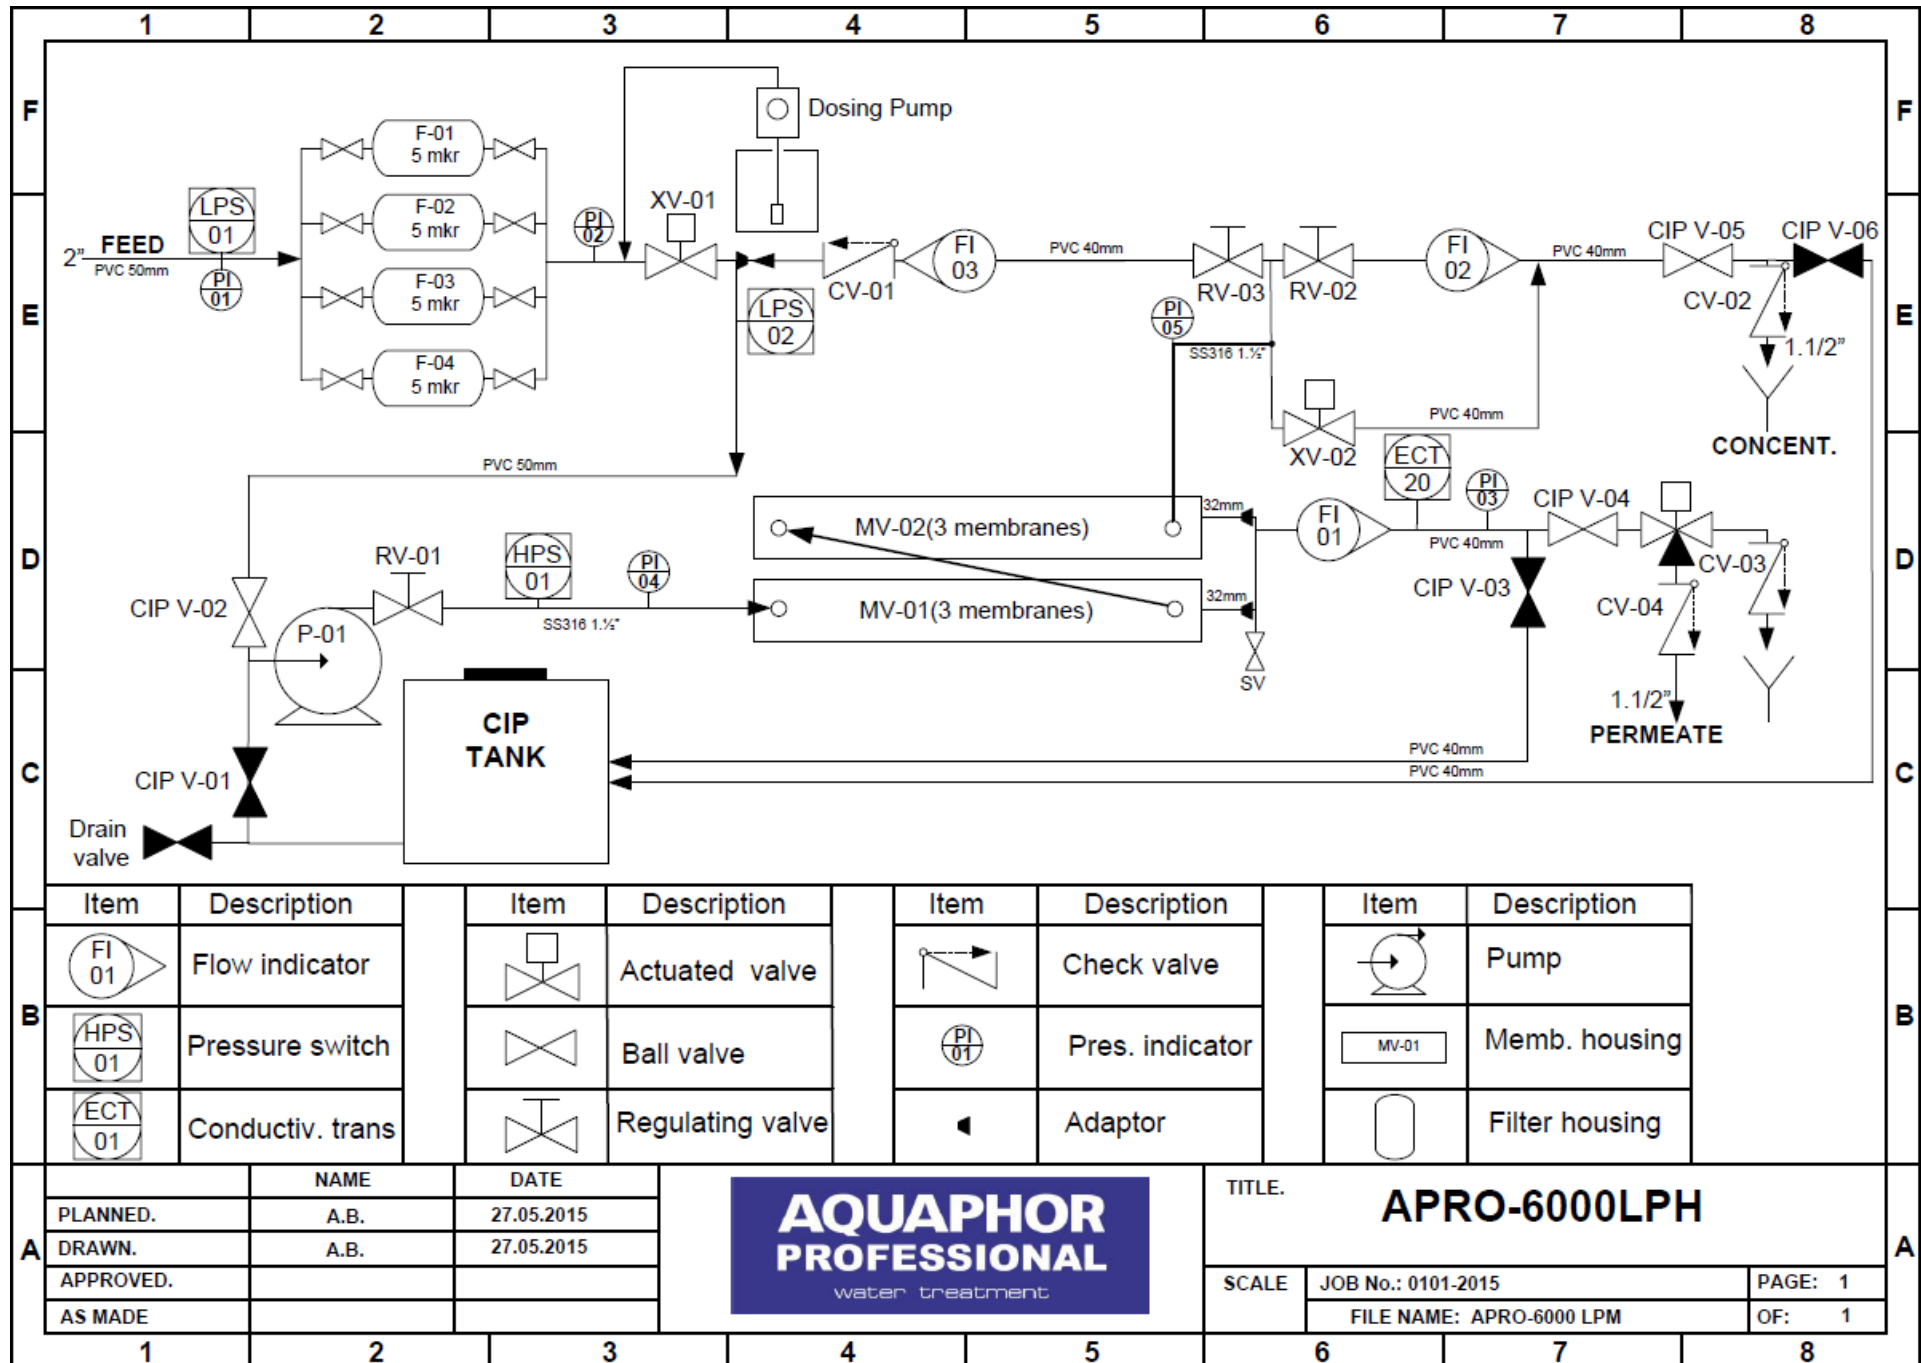 1 2 3 4 5 6 7 8
F
F
Dosing Pump
F-01
5 mkr
F-02
5 mkr
F-03
5 mkr
F-04
5 mkr
LPS
01
2" FEED
PVC 50mm
PI
01
PI
02
XV-01
LPS
02
CV-01
FI
03
PVC 40mm
RV-03
RV-02
FI
02
PVC 40mm
CIP V-05
CIP V-06
CV-02
1.1/2"
CONCENT.
E
E
PI
05
SS316 1.½"
PVC 40mm
XV-02
PVC 50mm
D
D
CIP V-02
RV-01
HPS
01
PI
04
SS316 1.½"
P-01
MV-02(3 membranes)
MV-01(3 membranes)
32mm
32mm
SV
FI
01
ECT
20
PI
03
PVC 40mm
CIP V-04
CIP V-03
CV-03
CV-04
1.1/2"
PERMEATE
C
C
CIP
TANK
PVC 40mm
PVC 40mm
CIP V-01
Drain
valve
Item Description Item Description Item Description Item Description
FI
01
Flow indicator
Actuated valve
Check valve
Pump
B
B
HPS
01
Pressure switch
Ball valve
PI
01
Pres. indicator
MV-01
Memb. housing
ECT
01
Conductiv. trans
Regulating valve
Adaptor
Filter housing
A
A
NAME DATE
PLANNED. A.B. 27.05.2015
DRAWN. A.B. 27.05.2015
APPROVED.
AS MADE
AQUAPHOR
PROFESSIONAL
water treatment
TITLE. APRO-6000LPH
SCALE JOB No.: 0101-2015 PAGE: 1
FILE NAME: APRO-6000 LPM OF: 1
1 2 3 4 5 6 7 8